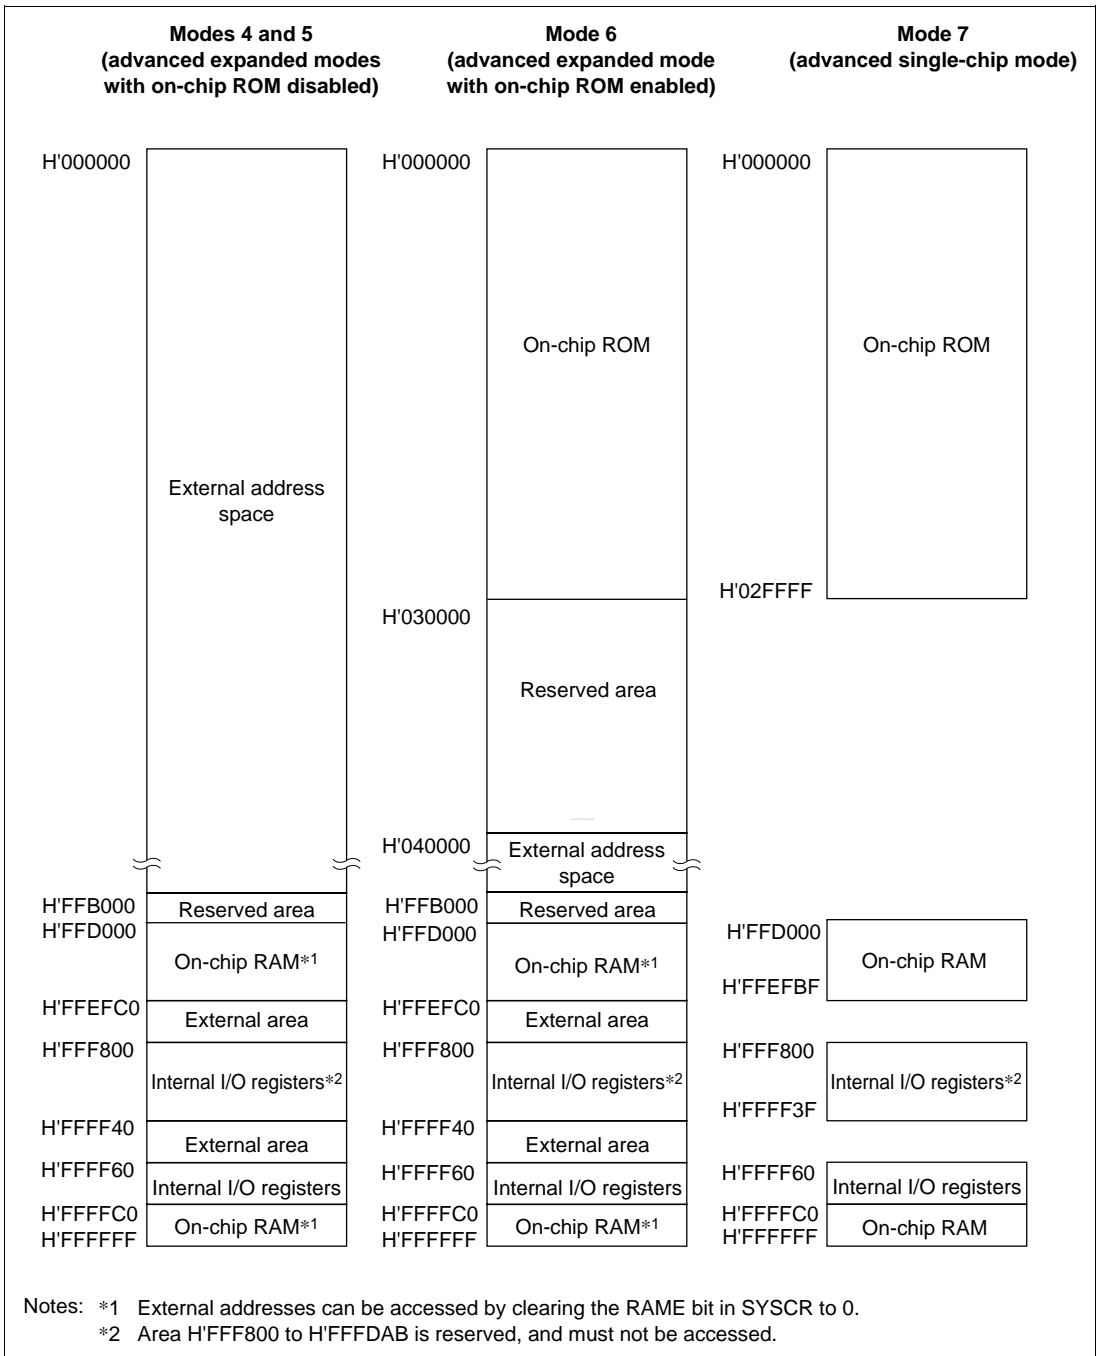 Modes 4 and 5
(advanced expanded modes
with on-chip ROM disabled)
Mode 6
(advanced expanded mode
with on-chip ROM enabled)
Mode 7
(advanced single-chip mode)
H'000000
External address
space
H'FFB000
Reserved area
H'FFD000
On-chip RAM*1
H'FFEFC0
External area
H'FFF800
Internal I/O registers*2
H'FFFF40
External area
H'FFFF60
Internal I/O registers
H'FFFFC0
On-chip RAM*1
H'FFFFFF
H'000000
On-chip ROM
H'030000
Reserved area
H'040000
External address
space
H'FFB000
Reserved area
H'FFD000
On-chip RAM*1
H'FFEFC0
External area
H'FFF800
Internal I/O registers*2
H'FFFF40
External area
H'FFFF60
Internal I/O registers
H'FFFFC0
On-chip RAM*1
H'FFFFFF
H'000000
On-chip ROM
H'02FFFF
H'FFD000
On-chip RAM
H'FFEFBF
H'FFF800
Internal I/O registers*2
H'FFFF3F
H'FFFF60
Internal I/O registers
H'FFFFC0
On-chip RAM
H'FFFFFF
Notes: *1 External addresses can be accessed by clearing the RAME bit in SYSCR to 0.
*2 Area H'FFF800 to H'FFFDAB is reserved, and must not be accessed.